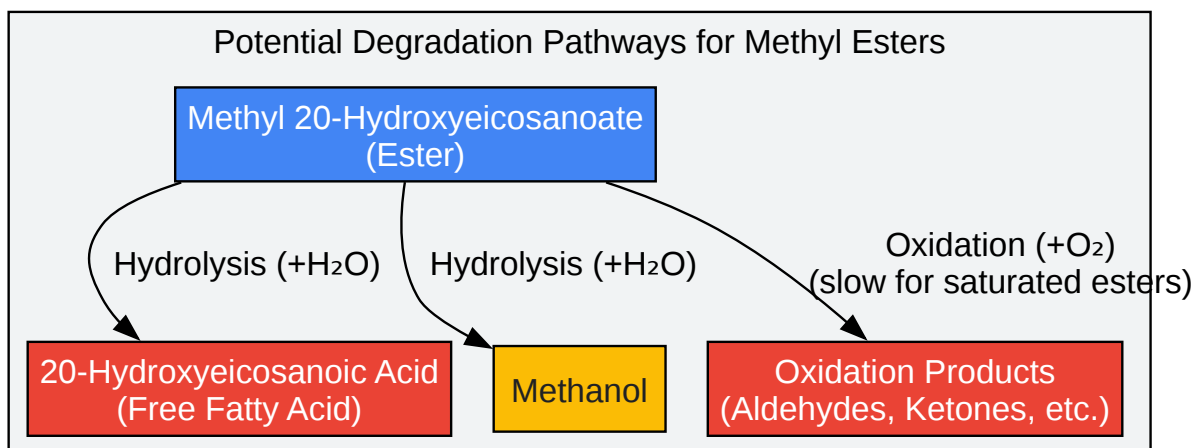 Potential Degradation Pathways for Methyl Esters
Methyl 20-Hydroxyeicosanoate
(Ester)
Hydrolysis (+H₂O)
Hydrolysis (+H₂O)
Oxidation (+O₂)
(slow for saturated esters)
20-Hydroxyeicosanoic Acid
(Free Fatty Acid)
Methanol
Oxidation Products
(Aldehydes, Ketones, etc.)